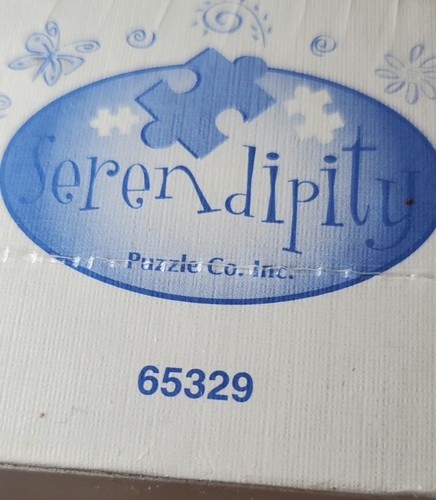 Serendipity
Puzzle Co. Inc.
65329